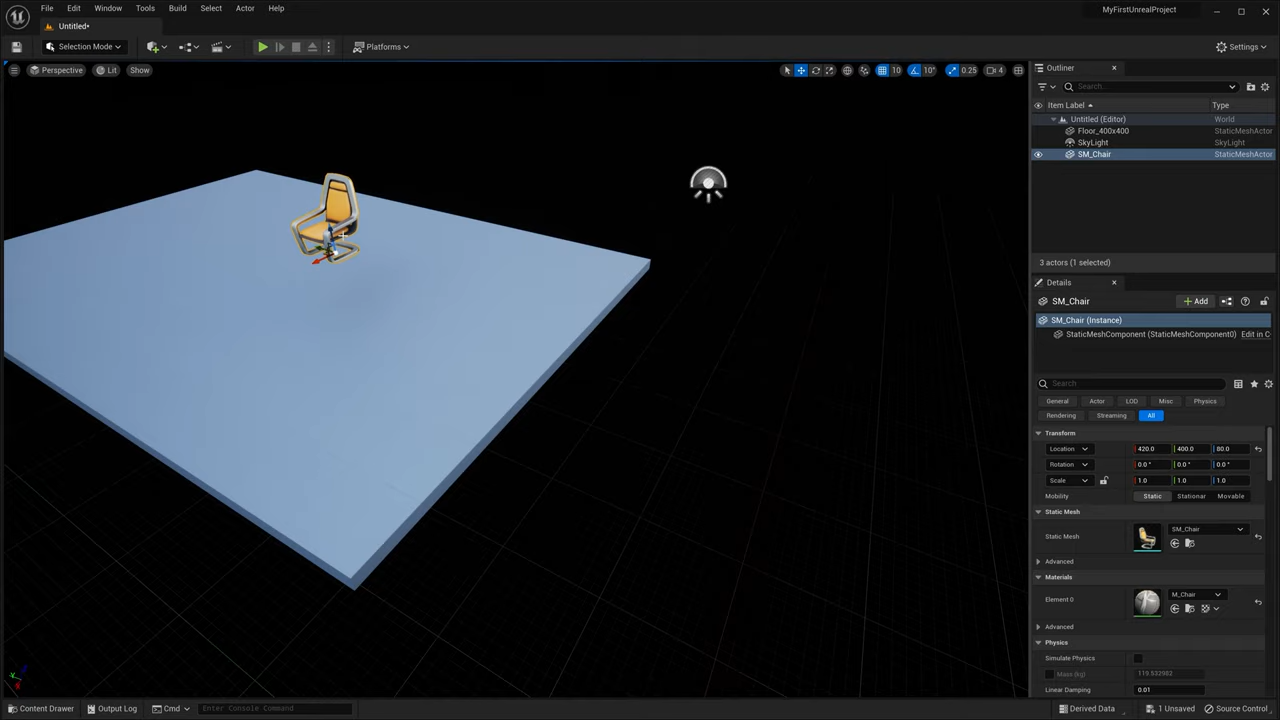 File Edit Window Tools Build Select Actor Help
MyFirstUnrealProject
Untitled*
Selection Mode
Platforms
Settings
Perspective Lit Show
10 10° 0.25 4
Outliner
Search...
Item Label Type
Untitled (Editor) World
Floor_400x400 StaticMeshActor
SkyLight SkyLight
SM_Chair StaticMeshActor
3 actors (1 selected)
Details
SM_Chair
Add
SM_Chair (Instance)
StaticMeshComponent (StaticMeshComponent0) Edit in C
Search
General Actor LOD Misc Physics
Rendering Streaming All
Transform
Location 420.0 400.0 80.0
Rotation 0.0 ° 0.0 ° 0.0 °
Scale 1.0 1.0 1.0
Mobility Static Stationar Movable
Static Mesh
Static Mesh SM_Chair
Advanced
Materials
Element 0 M_Chair
Advanced
Physics
Simulate Physics
Mass (kg) 119.532982
Linear Damping 0.01
Content Drawer Output Log Cmd Enter Console Command
Derived Data 1 Unsaved Source Control